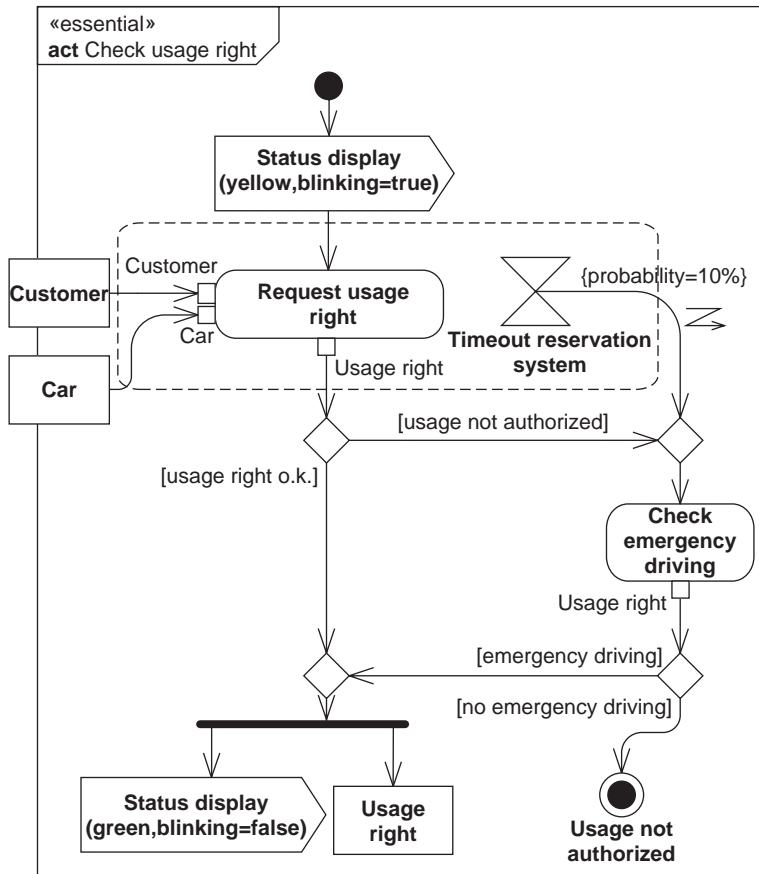 «essential»
act Check usage right
Status display
(yellow,blinking=true)
Customer
Customer
Request usage
right
Car
Car
Usage right
{probability=10%}
Timeout reservation
system
[usage not authorized]
[usage right o.k.]
Check
emergency
driving
Usage right
[emergency driving]
[no emergency driving]
Status display
(green,blinking=false)
Usage
right
Usage not
authorized